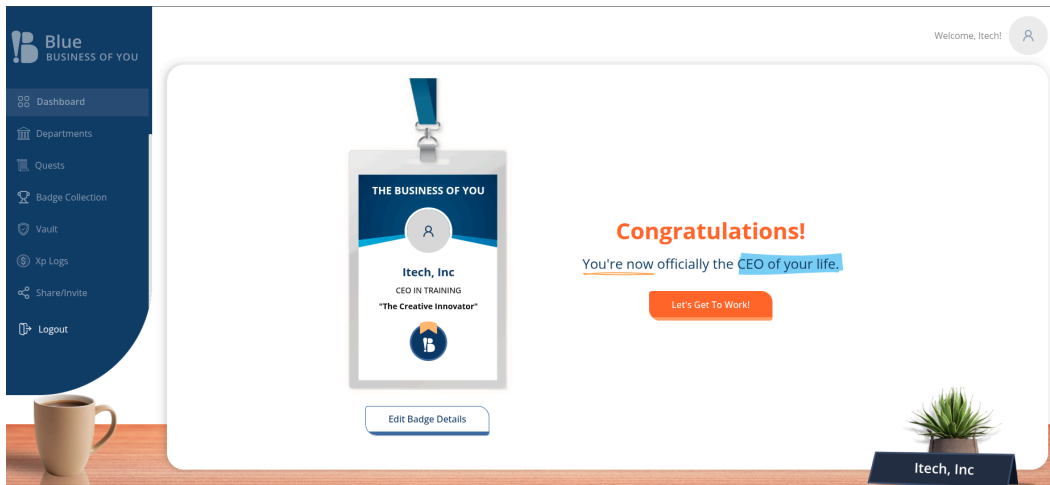 Blue
BUSINESS OF YOU
Dashboard
Departments
Quests
Badge Collection
Vault
Xp Logs
Share/Invite
Logout
Welcome, Itech!
THE BUSINESS OF YOU
Itech, Inc
CEO IN TRAINING
"The Creative Innovator"
Edit Badge Details
Congratulations!
You're now officially the CEO of your life.
Let's Get To Work!
Itech, Inc